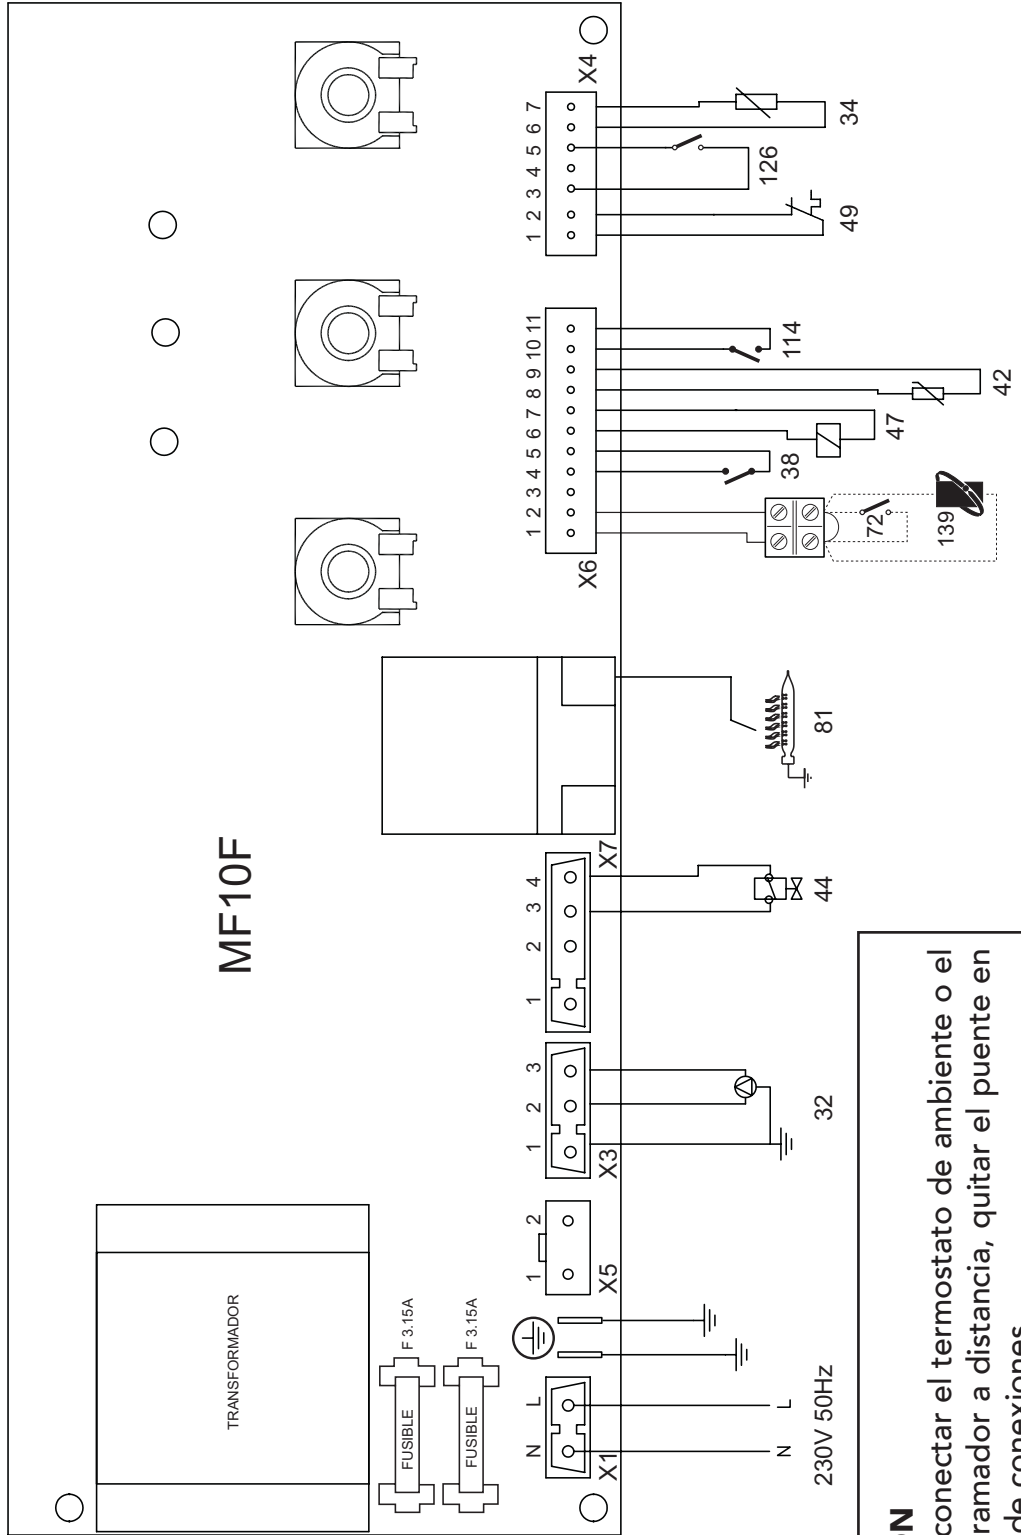 MF10F
TRANSFORMADOR
FUSIBLE
F 3.15A
FUSIBLE
F 3.15A
X1
N L
N L
230V 50Hz
X5
1 2
X3
1 2 3
32
X7
1 2 3 4
44
81
X6
1 2 3 4 5 6 7 8 9 10 11
72
139
38
47
42
114
X4
1 2 3 4 5 6 7
49
126
34
conectar el termostato de ambiente o el
ramador a distancia, quitar el puente en